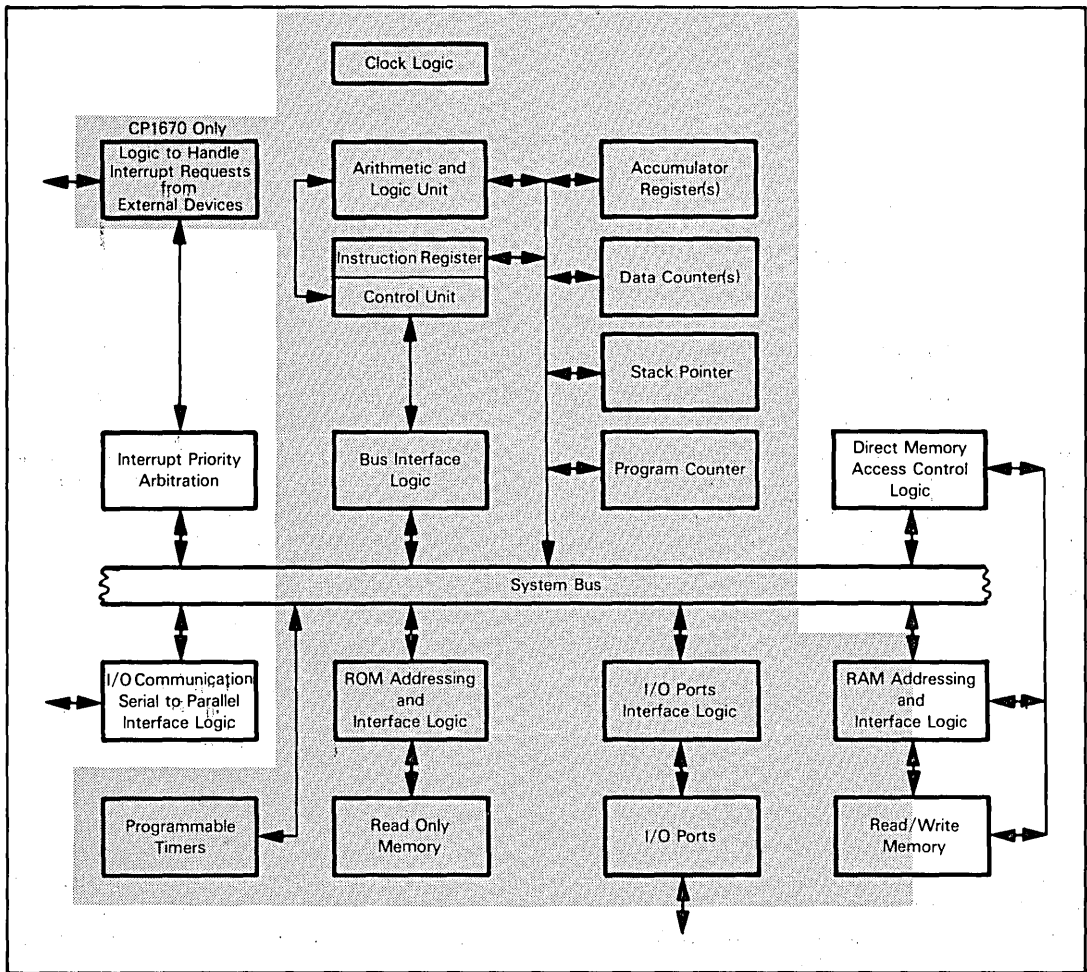 Clock Logic
CP1670 Only
Logic to Handle
Interrupt Requests
from
External Devices
Arithmetic and
Logic Unit
Accumulator
Register(s)
Instruction Register
Control Unit
Data Counter(s)
Stack Pointer
Interrupt Priority
Arbitration
Bus Interface
Logic
Program Counter
Direct Memory
Access Control
Logic
System Bus
I/O Communication
Serial to Parallel
Interface Logic
ROM Addressing
and
Interface Logic
I/O Ports
Interface Logic
RAM Addressing
and
Interface Logic
Programmable
Timers
Read Only
Memory
I/O Ports
Read/Write
Memory